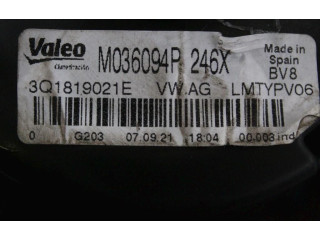 Valeo M036094P 246X Made in
Spain
BV8
3Q1819021E VW.AG LMTYPV06
0 G203 07.09.21 18:04 00.003.ind